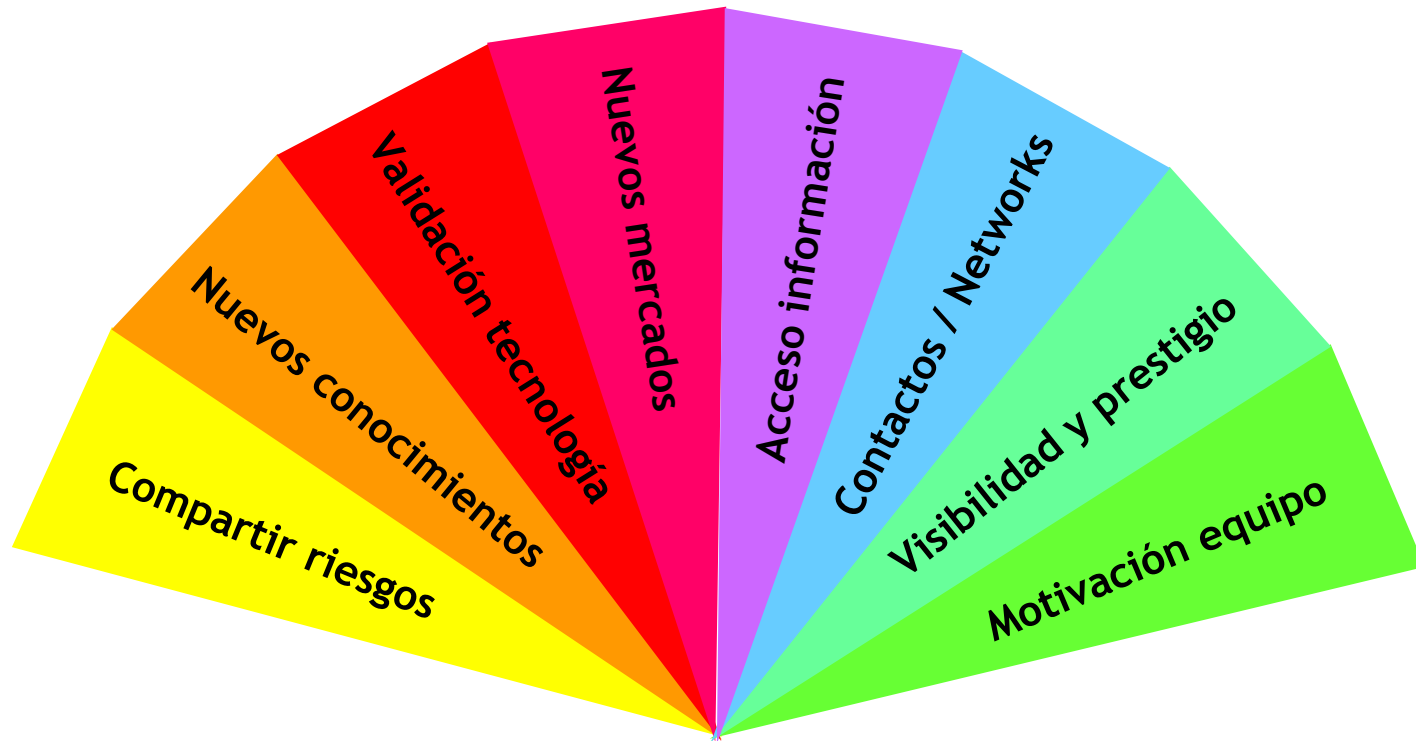 Compartir riesgos
Nuevos conocimientos
Validación tecnología
Nuevos mercados
Acceso información
Contactos / Networks
Visibilidad y prestigio
Motivación equipo